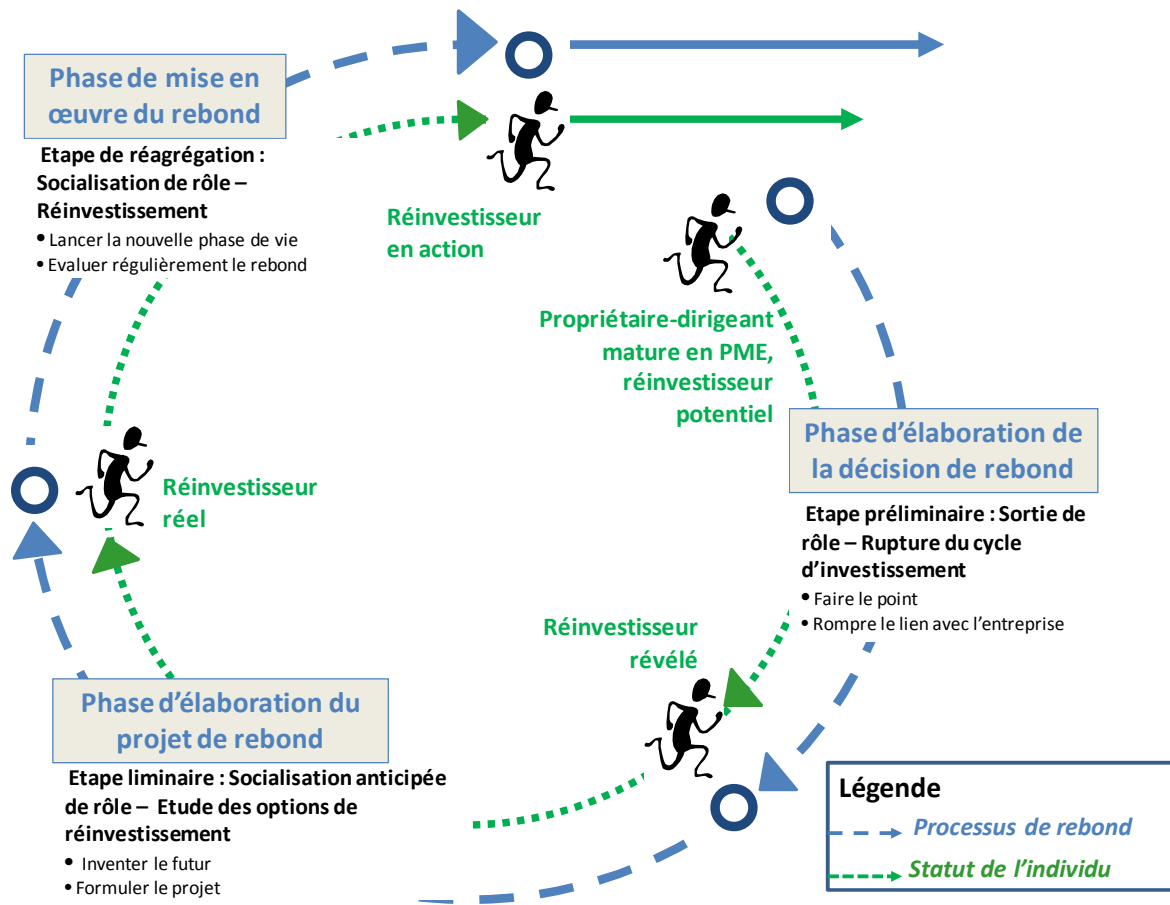 Phase de mise en
œuvre du rebond
Etape de réagrégation :
Socialisation de rôle –
Réinvestissement
• Lancer la nouvelle phase de vie
• Evaluer régulièrement le rebond
Réinvestisseur
en action
Propriétaire-dirigeant
mature en PME,
réinvestisseur
potentiel
Phase d’élaboration de
la décision de rebond
Etape préliminaire : Sortie de
rôle – Rupture du cycle
d’investissement
• Faire le point
• Rompre le lien avec l’entreprise
Réinvestisseur
réel
Réinvestisseur
révélé
Phase d’élaboration du
projet de rebond
Etape liminaire : Socialisation anticipée
de rôle – Etude des options de
réinvestissement
• Inventer le futur
• Formuler le projet
Légende
Processus de rebond
Statut de l’individu